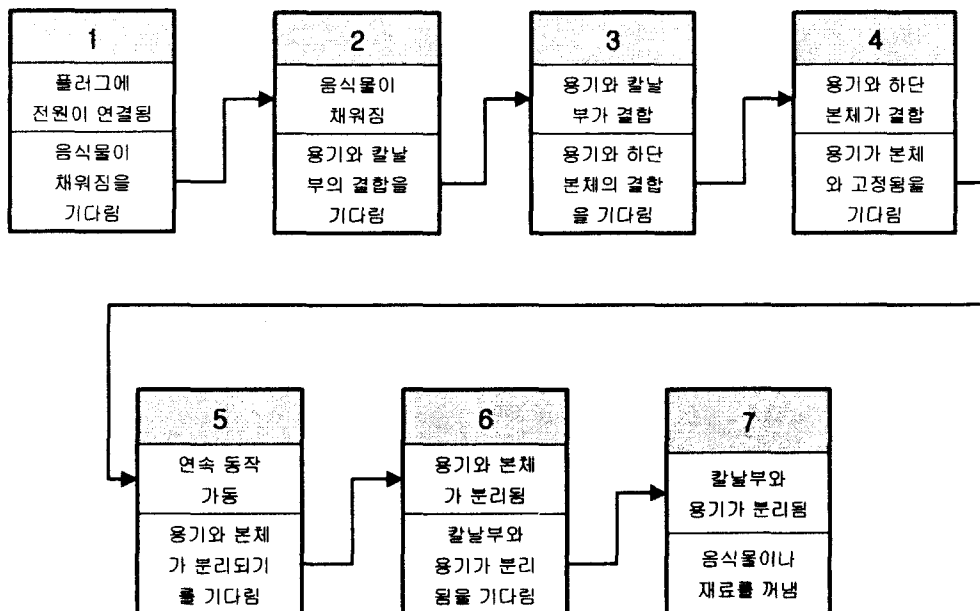 1
플러그에
전원이 연결됨
음식물이
채워짐을
기다림
2
음식물이
채워짐
용기와 칼날
부의 결합을
기다림
3
용기와 칼날
부가 결합
용기와 하단
본체의 결합
을 기다림
4
용기와 하단
본체가 결합
용기가 본체
와 고정됨을
기다림
5
연속 동작
가동
용기와 본체
가 분리되기
를 기다림
6
용기와 본체
가 분리됨
칼날부와
용기가 분리
됨을 기다림
7
칼날부와
용기가 분리됨
음식물이나
재료를 꺼냄